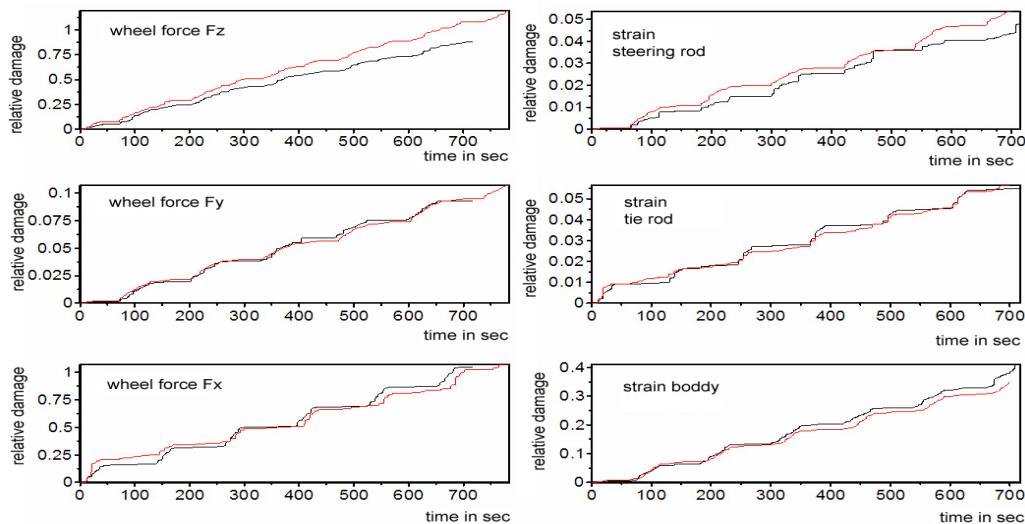 relative damage
1
0.75
0.5
0.25
0
wheel force Fz
0 100 200 300 400 500 600 700
time in sec
relative damage
0.05
0.04
0.03
0.02
0.01
0
strain
steering rod
0 100 200 300 400 500 600 700
time in sec
relative damage
0.1
0.075
0.05
0.025
0
wheel force Fy
0 100 200 300 400 500 600 700
time in sec
relative damage
0.05
0.04
0.03
0.02
0.01
0
strain
tie rod
0 100 200 300 400 500 600 700
time in sec
relative damage
1
0.75
0.5
0.25
0
wheel force Fx
0 100 200 300 400 500 600 700
time in sec
relative damage
0.4
0.3
0.2
0.1
0
strain boddy
0 100 200 300 400 500 600 700
time in sec